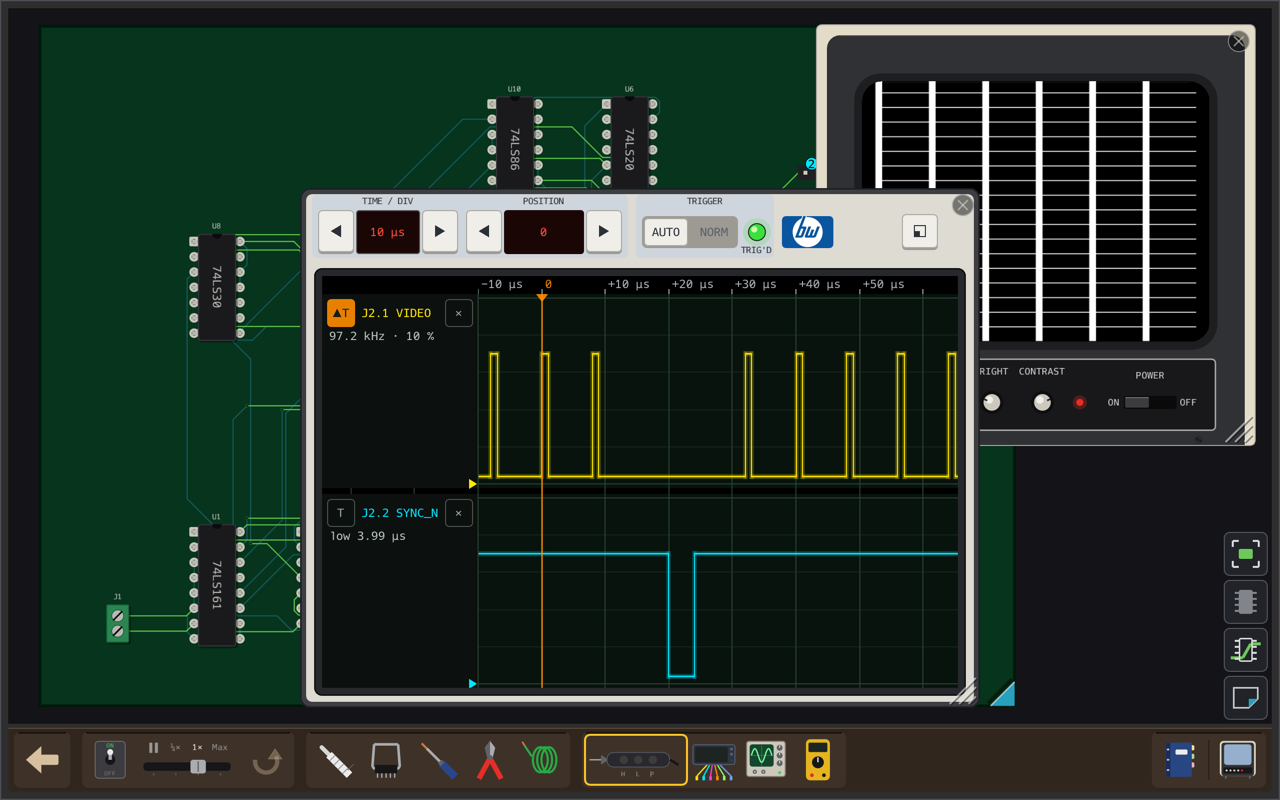 U10
U6
74LS86
74LS20
2
TIME / DIV
POSITION
TRIGGER
10 µs
0
AUTO
NORM
TRIG'D
bw
U8
74LS30
-10 µs
0
+10 µs
+20 µs
+30 µs
+40 µs
+50 µs
T
J2.1 VIDEO
×
97.2 kHz · 10 %
T
J2.2 SYNC_N
×
low 3.99 µs
RIGHT
CONTRAST
POWER
ON
OFF
U1
74LS161
J1
ON
OFF
½×
1×
Max
H L P